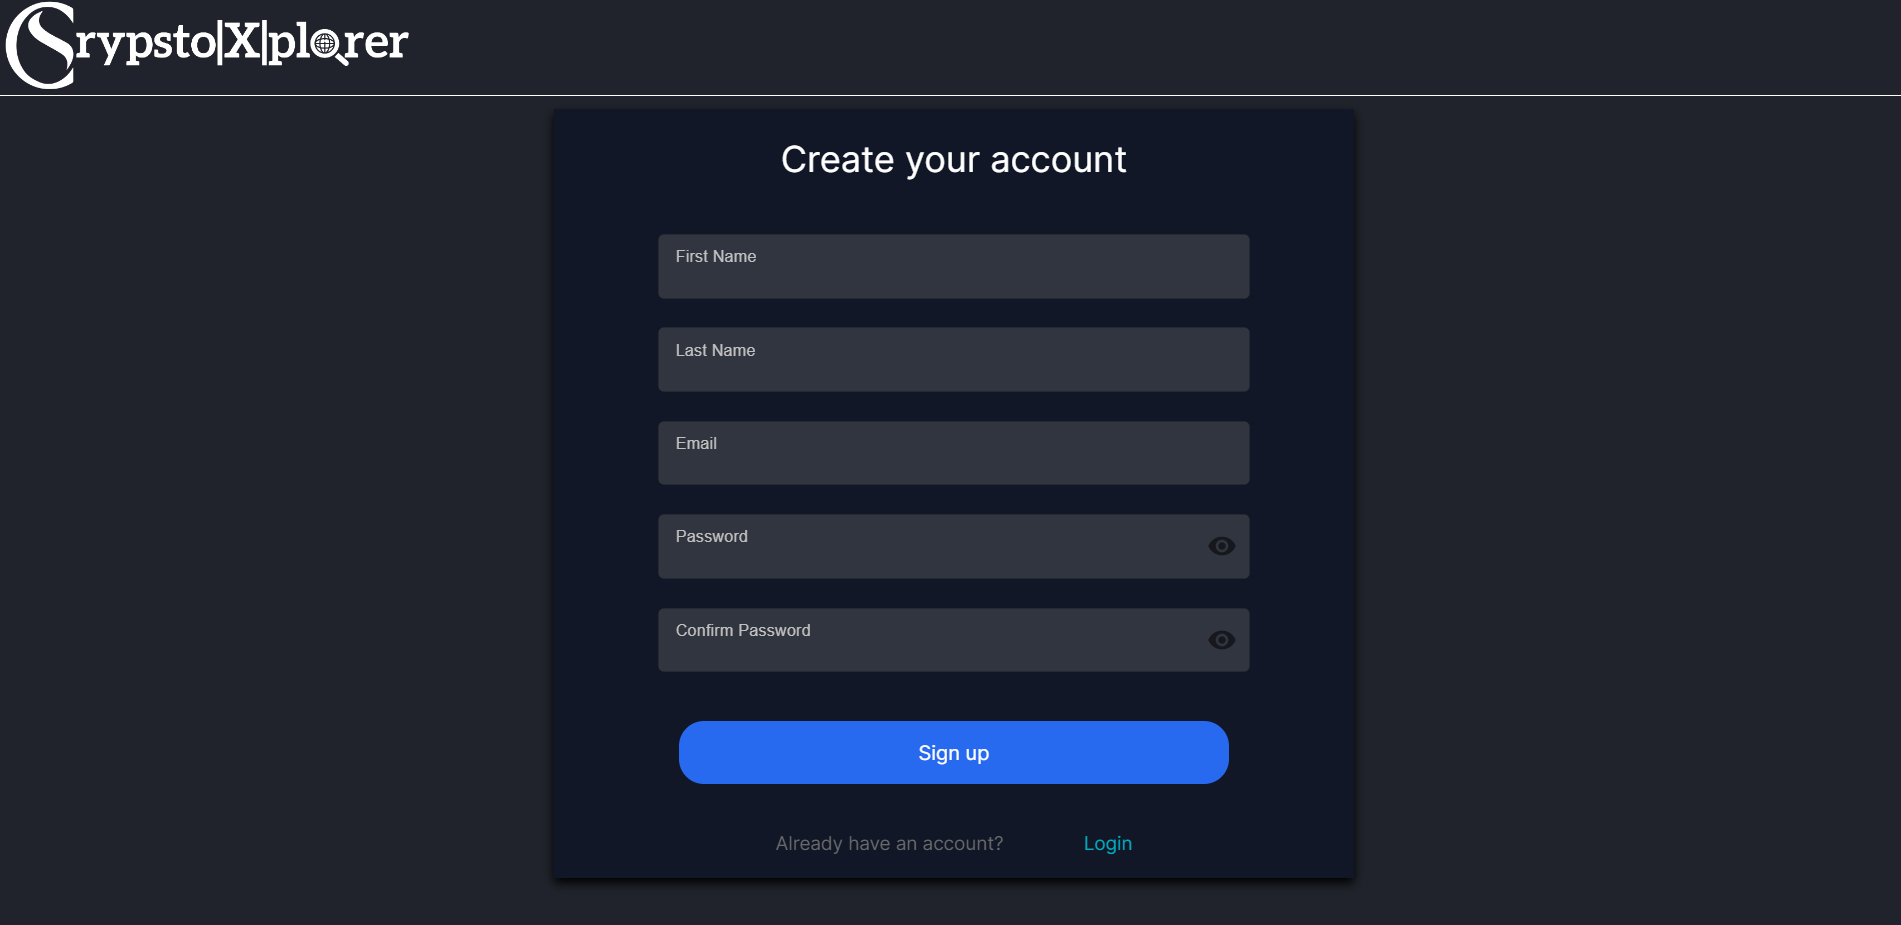 Crypsto|X|plorer
Create your account
First Name
Last Name
Email
Password
Confirm Password
Sign up
Already have an account? Login